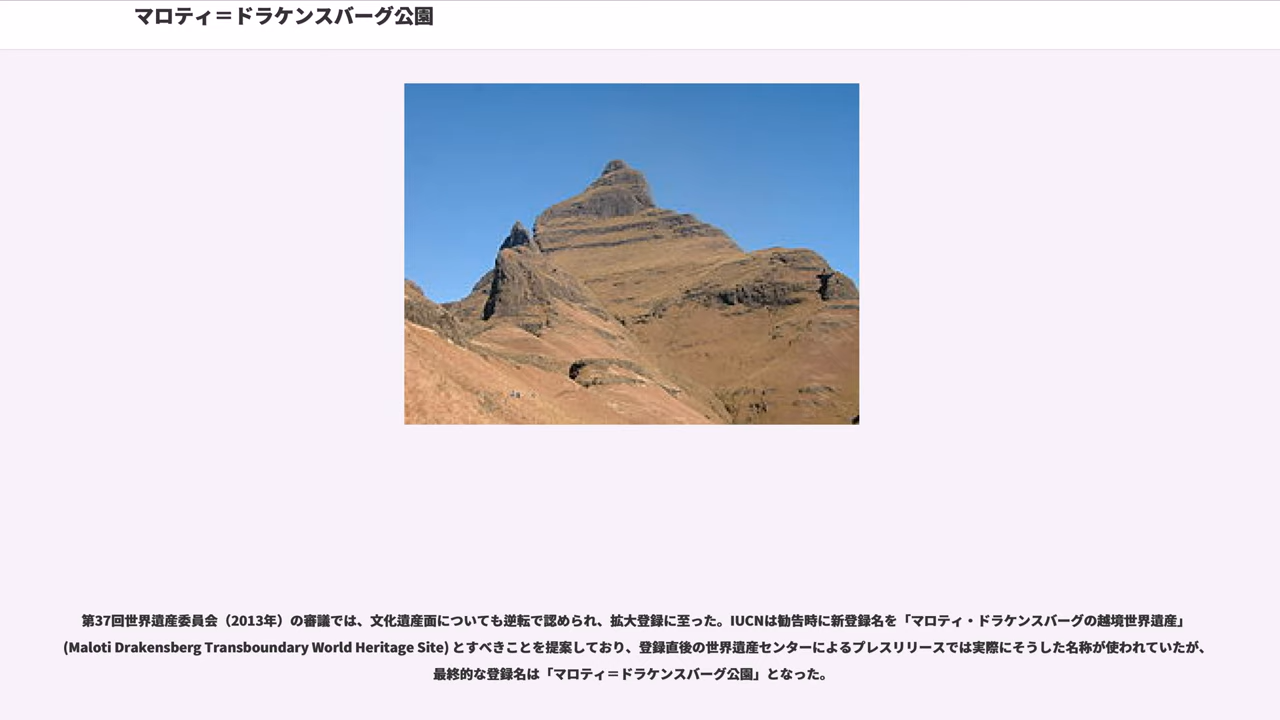 マロティ＝ドラケンスバーグ公園
第37回世界遺産委員会（2013年）の審議では、文化遺産面についても逆転で認められ、拡大登録に至った。IUCNは勧告時に新登録名を「マロティ・ドラケンスバーグの越境世界遺産」
(Maloti Drakensberg Transboundary World Heritage Site) とすべきことを提案しており、登録直後の世界遺産センターによるプレスリリースでは実際にそうした名称が使われていたが、
最終的な登録名は「マロティ＝ドラケンスバーグ公園」となった。